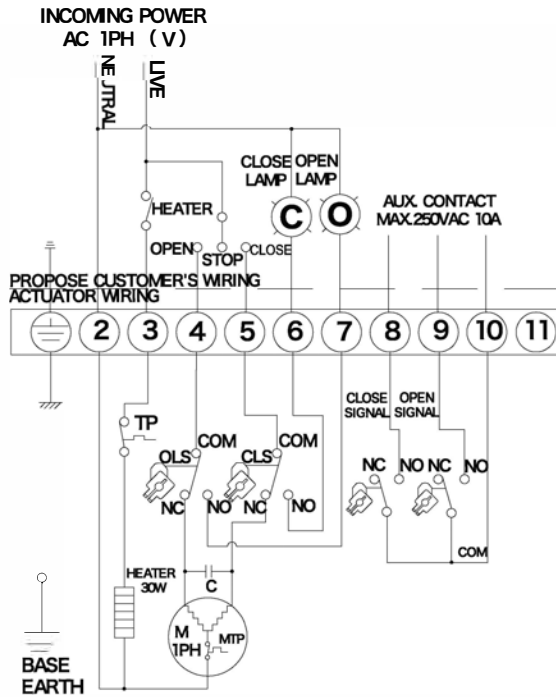 INCOMING POWER
AC 1PH (V)
LIVE
HEATER
CLOSE LAMP
OPEN LAMP
C
O
AUX. CONTACT
MAX.250VAC 10A
OPEN
STOP
CLOSE
PROPOSE CUSTOMER'S WIRING
ACTUATOR WIRING
2 3 4 5 6 7 8 9 10 11
TP
OLS
COM
CLS
COM
NC
NO
NC
NO
CLOSE SIGNAL
OPEN SIGNAL
NC
NO
NC
NO
COM
HEATER
30W
C
M
1PH
MTP
BASE
EARTH